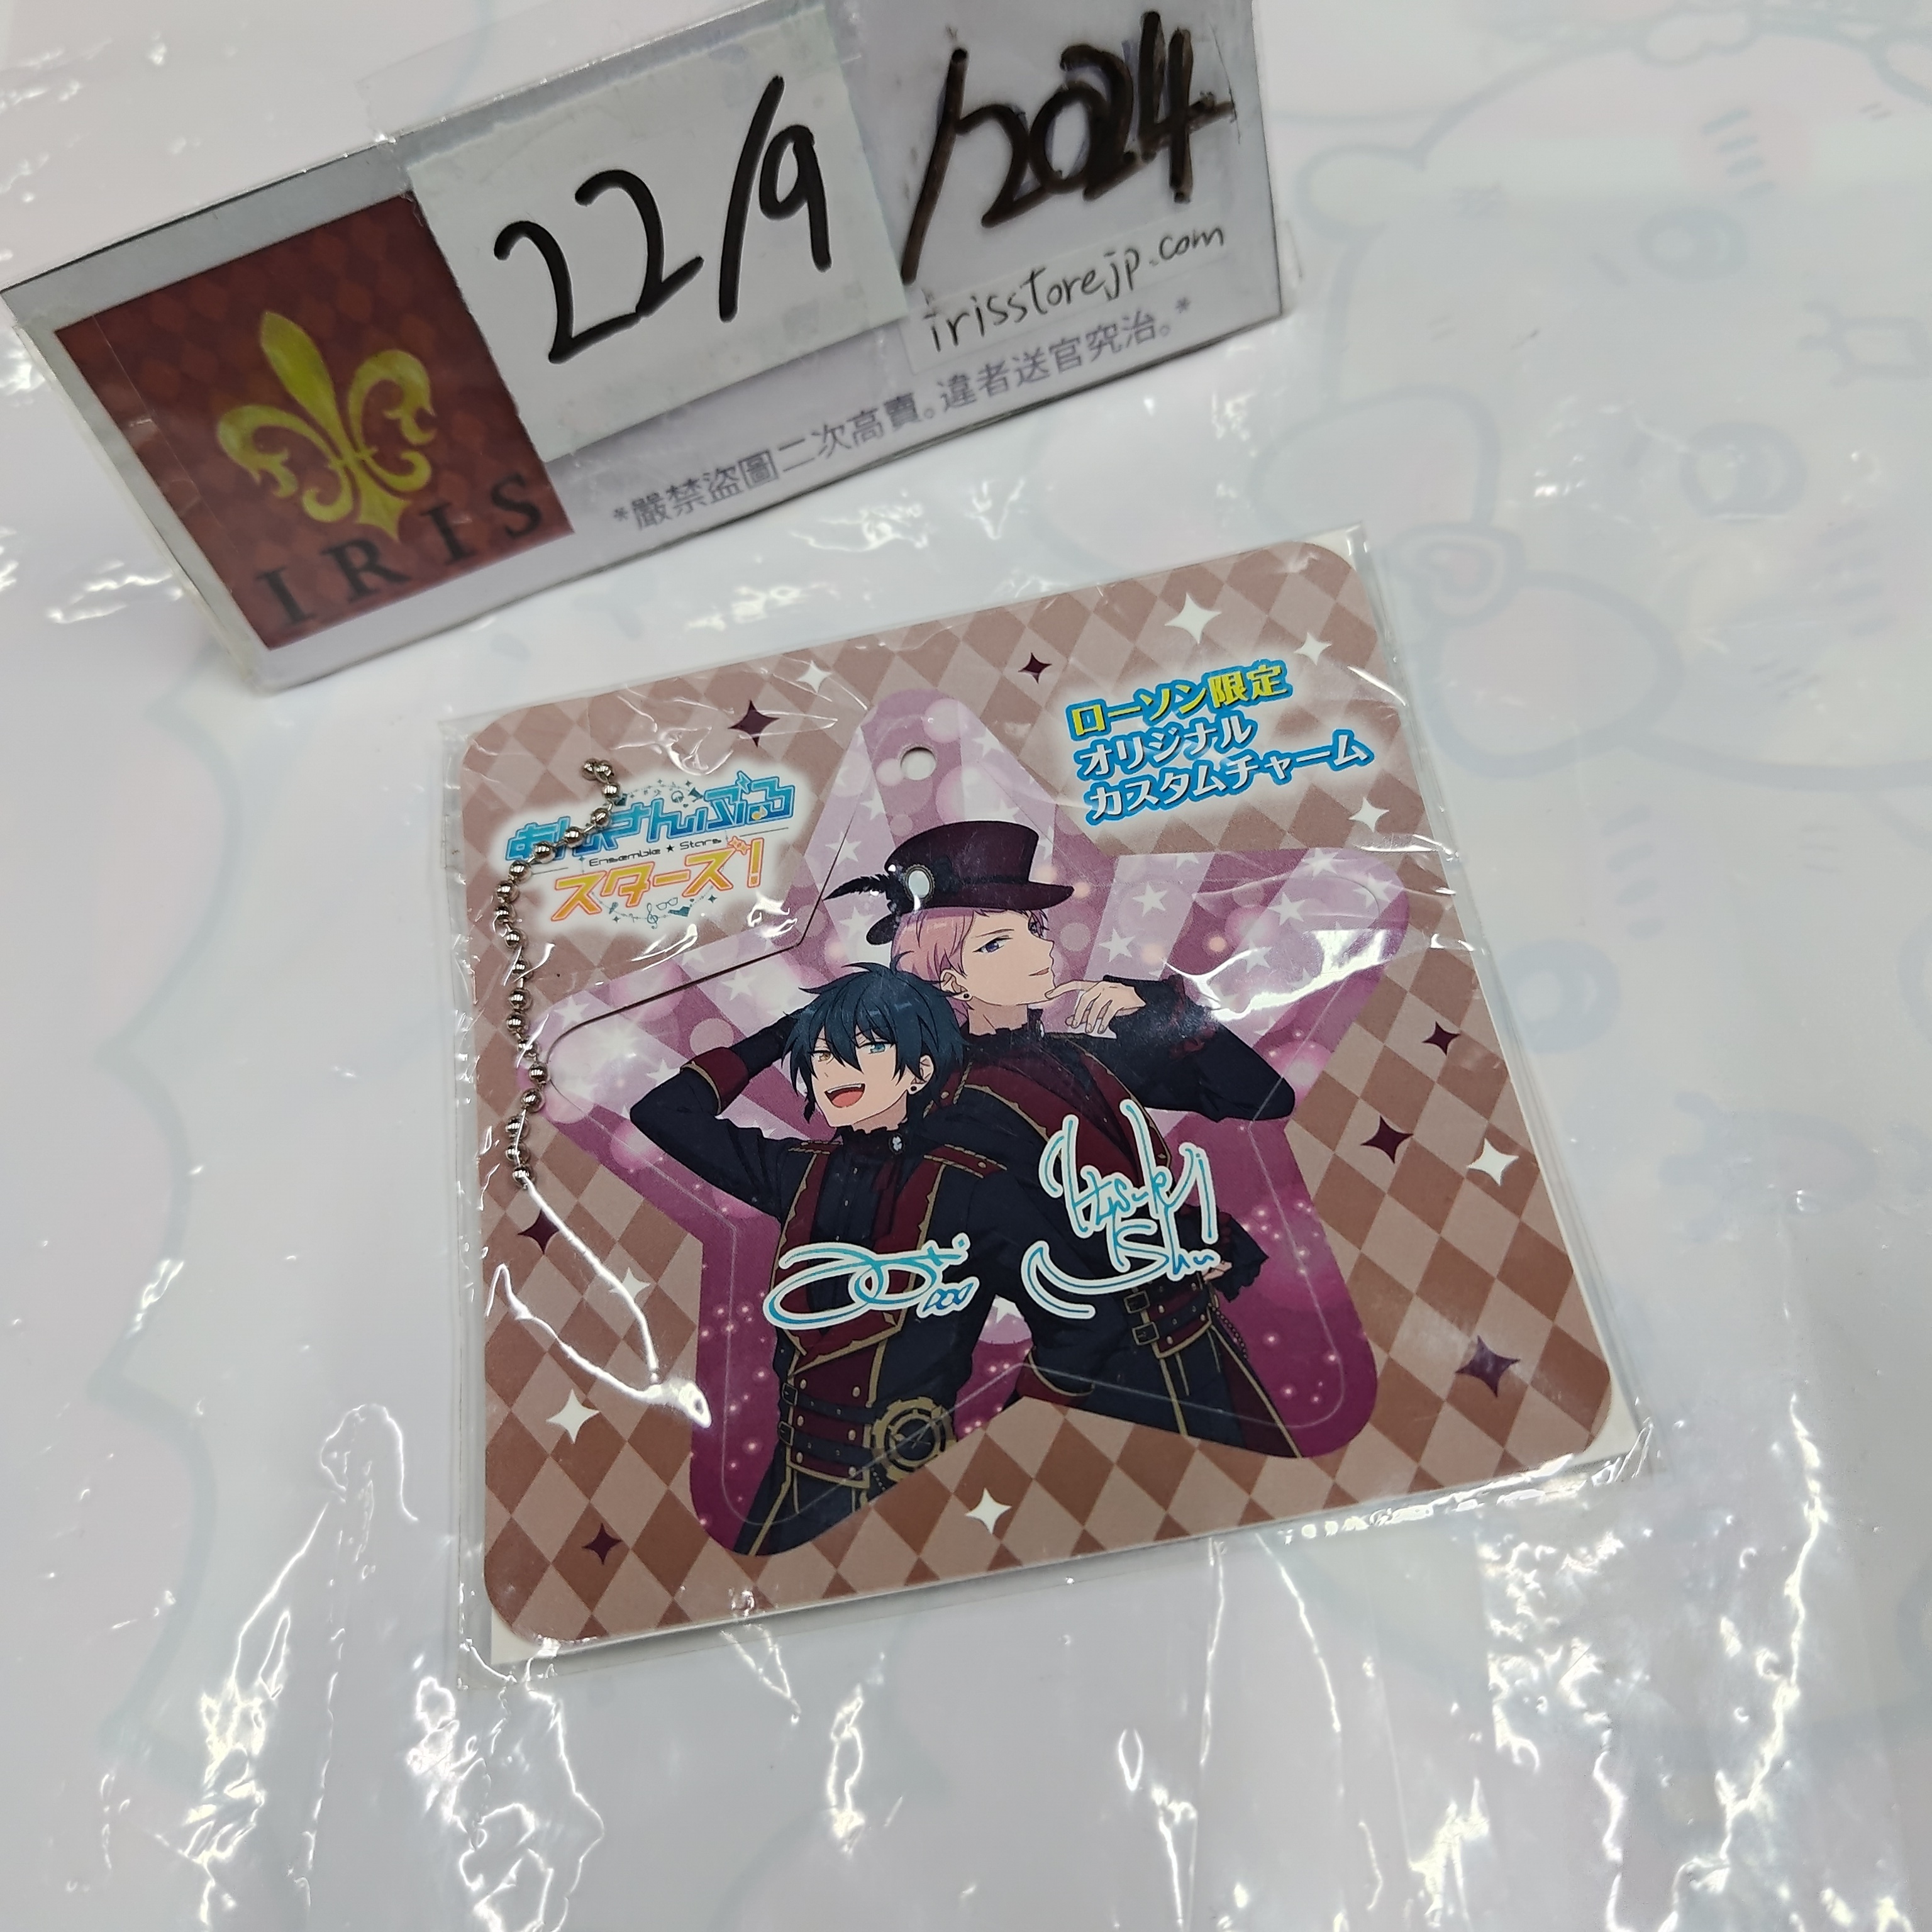 22/9/2024
irisstorejp.com
*嚴禁盜圖二次高賣。違者送官究治。*
IRIS
ローソン限定
オリジナル
カスタムチャーム
あんさんぶる
Ensemble ★ Stars
スターズ!
Itsuki
Shu